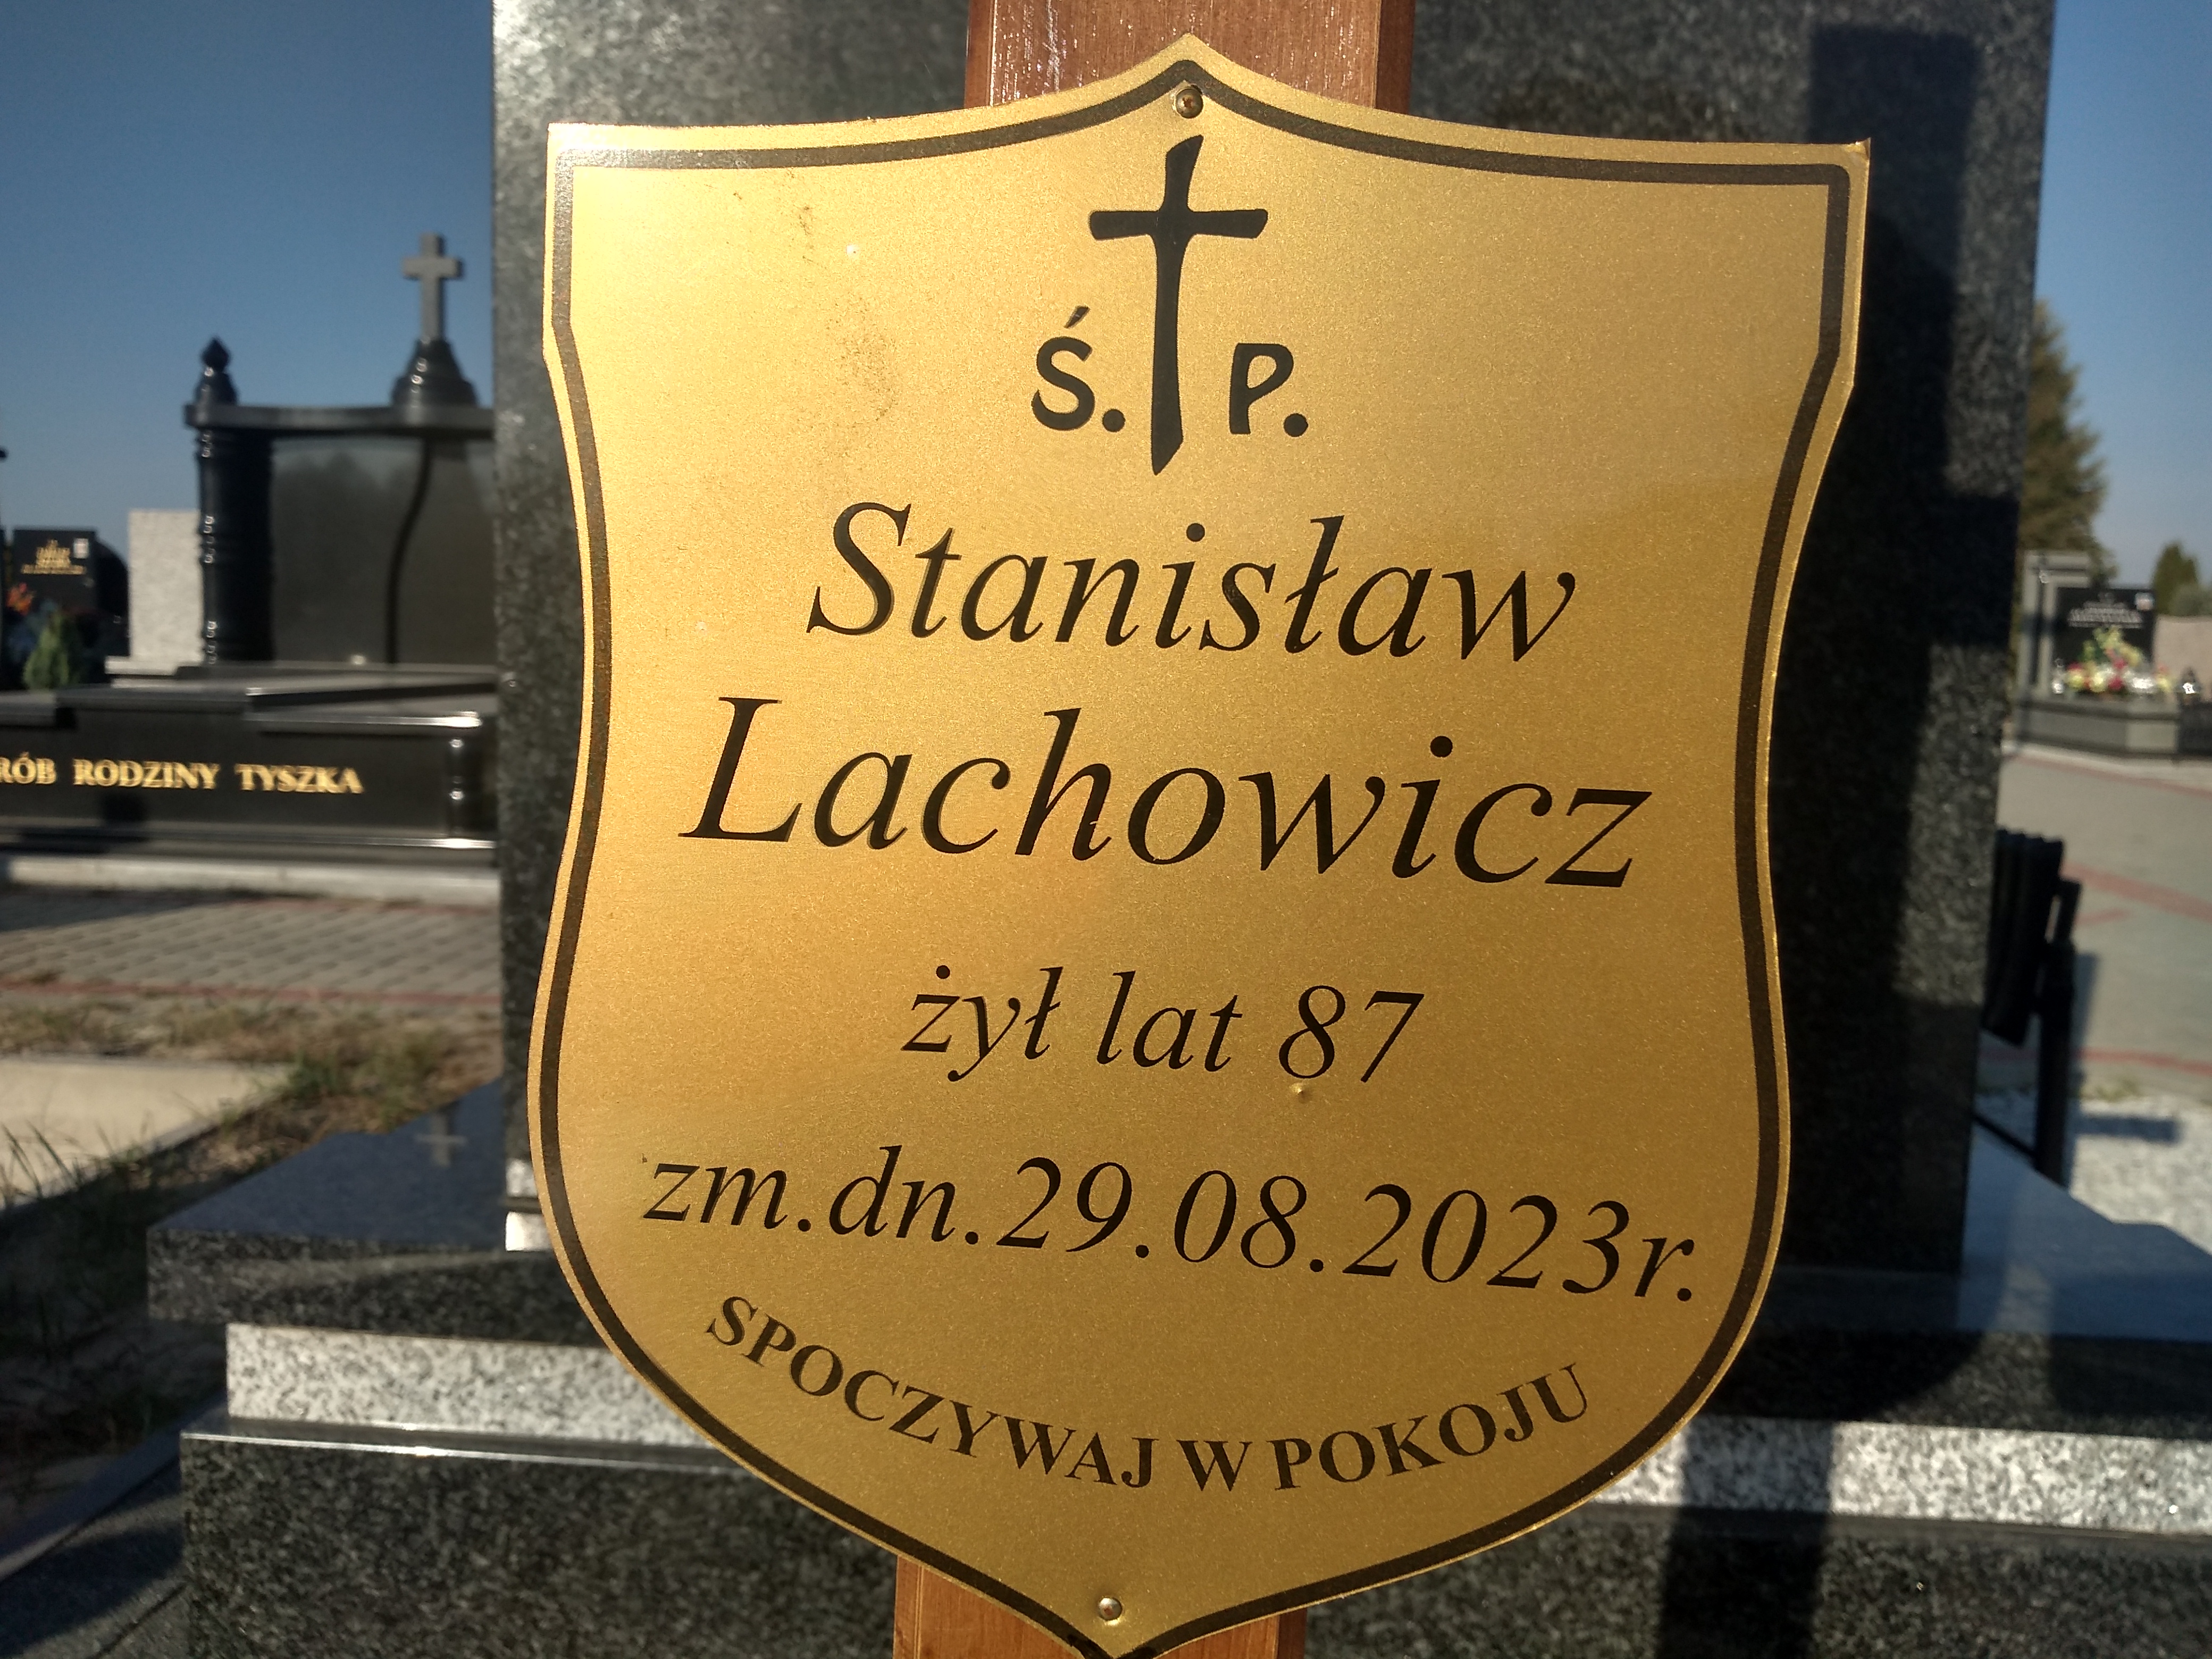 Ś. P.
Stanisław
Lachowicz
żył lat 87
zm.dn.29.08.2023r.
SPOCZYWAJ W POKOJU
RÓB RODZINY TYSZKA